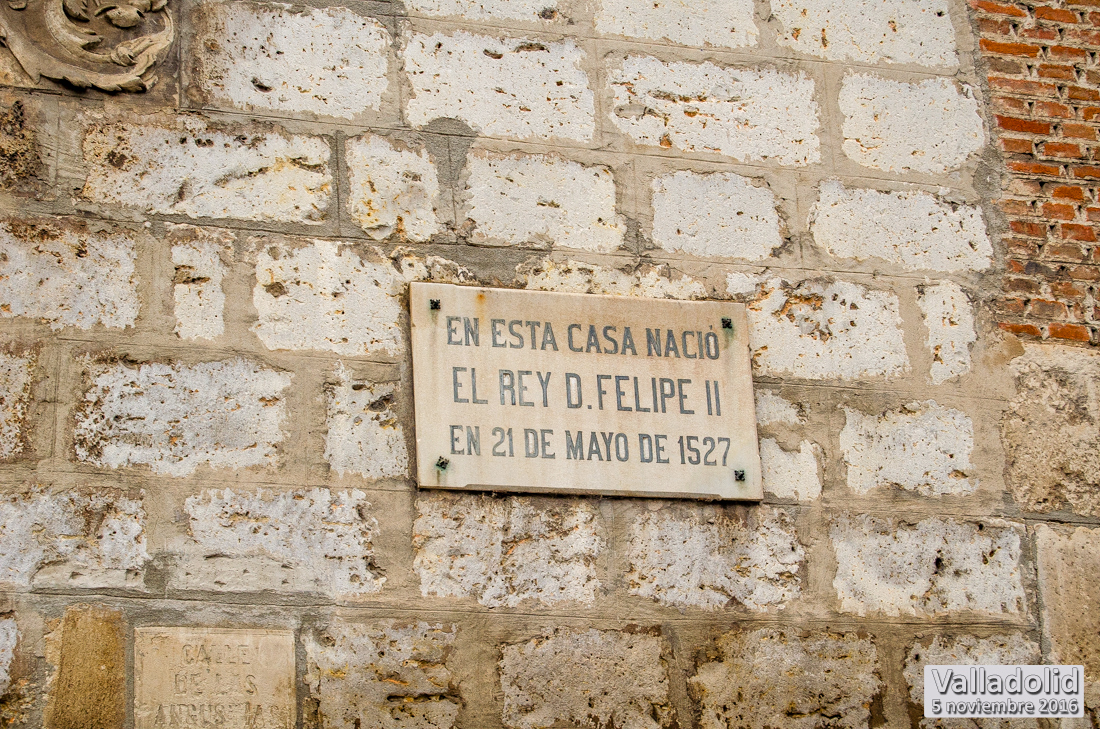 EN ESTA CASA NACIÓ
EL REY D. FELIPE II
EN 21 DE MAYO DE 1527
CALLE
DE LAS
ANGUSTIAS
Valladolid
5 noviembre 2016